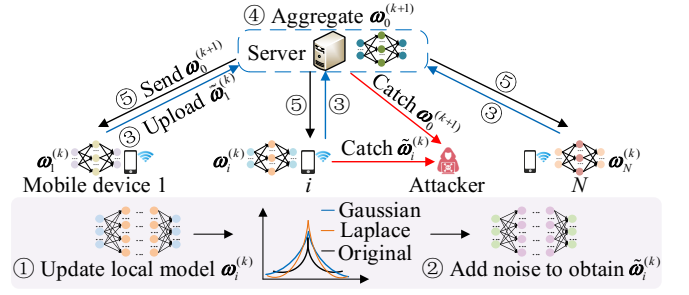 ④ Aggregate ω₀⁽ᵏ⁺¹⁾
Server
⑤ Send ω₀⁽ᵏ⁺¹⁾
③ Upload ω̃₁⁽ᵏ⁾
⑤ ③
Catch ω₀⁽ᵏ⁺¹⁾
⑤
③
ω₁⁽ᵏ⁾
ωᵢ⁽ᵏ⁾
Catch ω̃ᵢ⁽ᵏ⁾
ω_N⁽ᵏ⁾
Mobile device 1
i
Attacker
N
Gaussian
Laplace
Original
① Update local model ωᵢ⁽ᵏ⁾
② Add noise to obtain ω̃ᵢ⁽ᵏ⁾